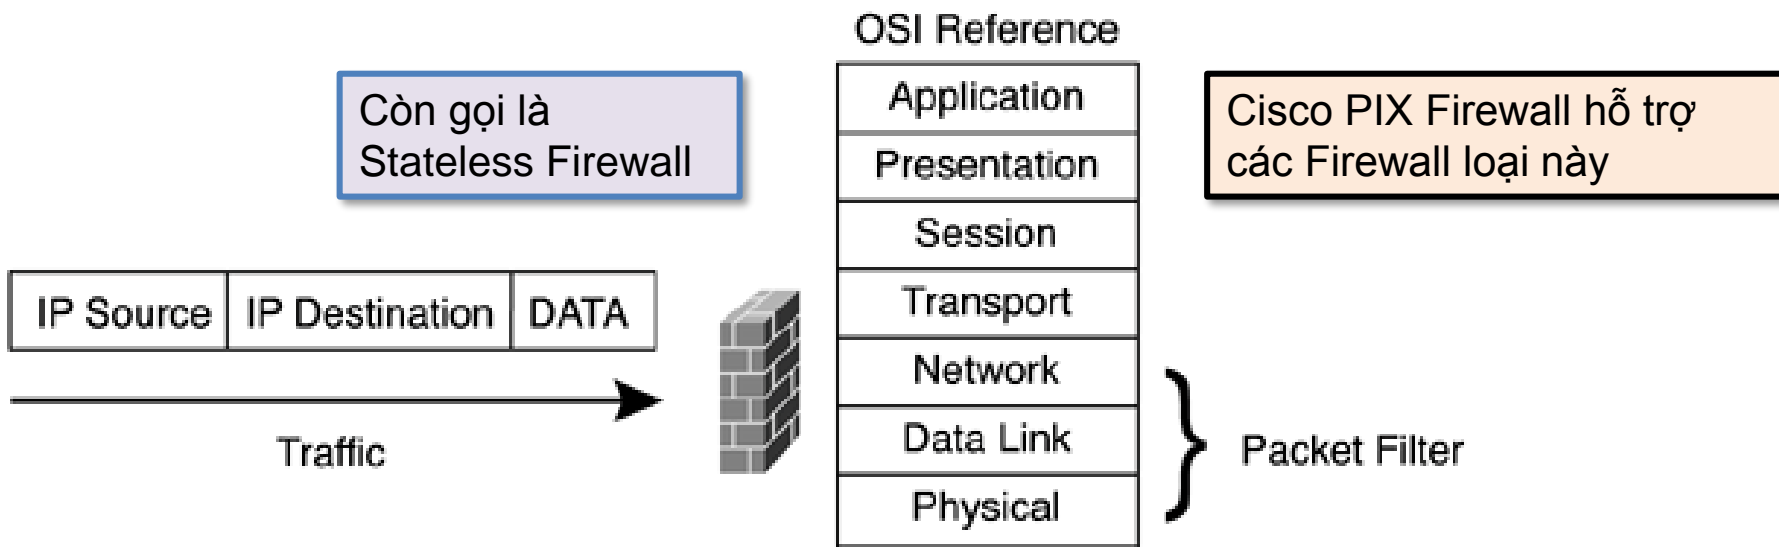 OSI Reference
Còn gọi là
Stateless Firewall
Cisco PIX Firewall hỗ trợ
các Firewall loại này
IP Source
IP Destination
DATA
Traffic
Application
Presentation
Session
Transport
Network
Data Link
Physical
Packet Filter